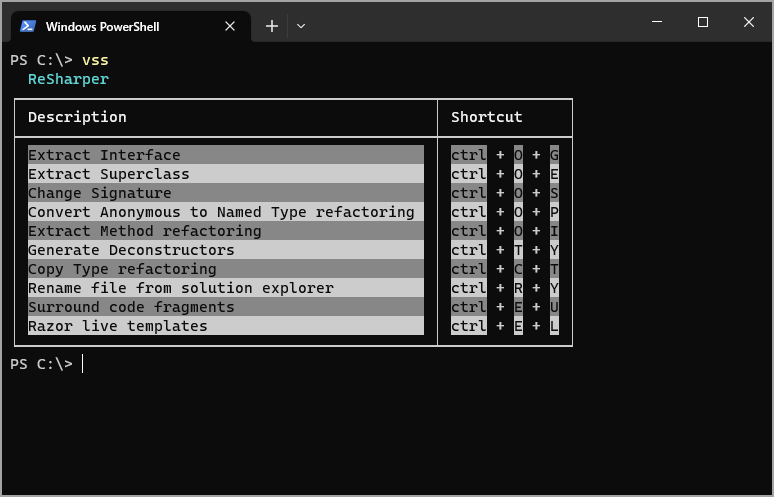 Windows PowerShell
PS C:\> vss
ReSharper
Description Shortcut
Extract Interface ctrl + O + G
Extract Superclass ctrl + O + E
Change Signature ctrl + O + S
Convert Anonymous to Named Type refactoring ctrl + O + P
Extract Method refactoring ctrl + O + I
Generate Deconstructors ctrl + T + Y
Copy Type refactoring ctrl + C + T
Rename file from solution explorer ctrl + R + Y
Surround code fragments ctrl + E + U
Razor live templates ctrl + E + L
PS C:\>